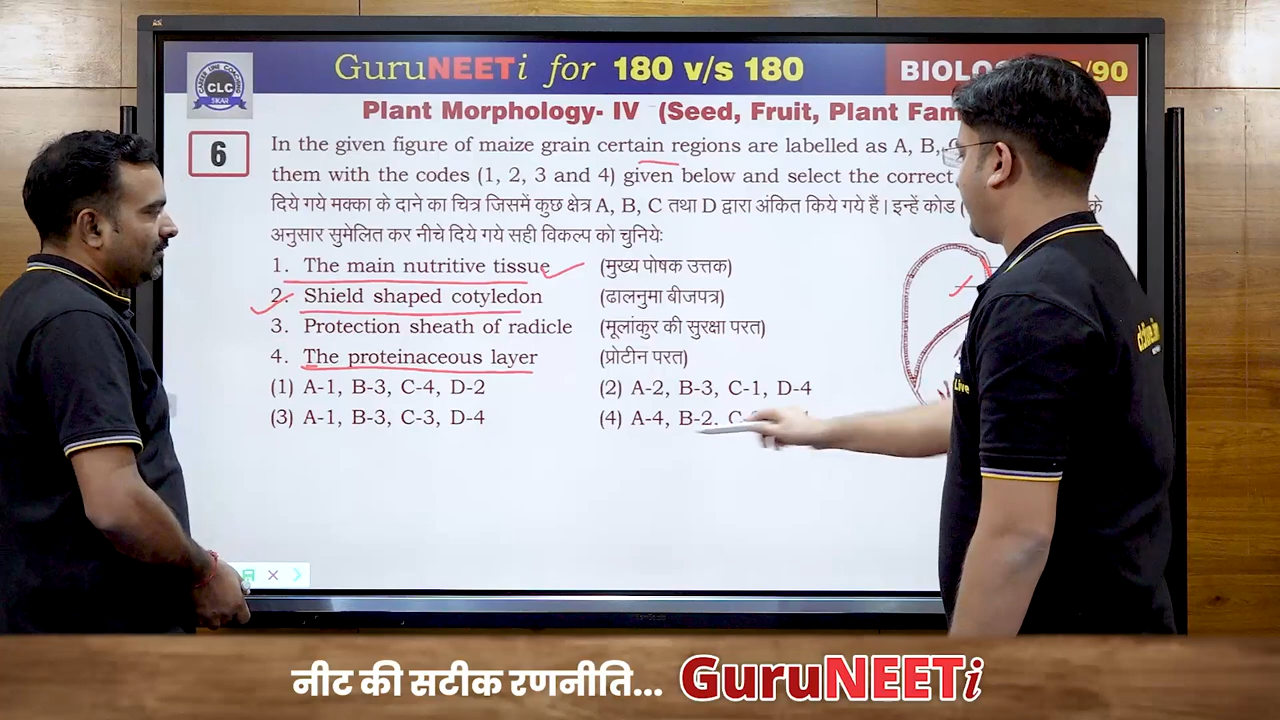 CAREER LINE COACHING
CLC
SIKAR
GuruNEETi for 180 v/s 180
Plant Morphology- IV (Seed, Fruit, Plant Fam
6
In the given figure of maize grain certain regions are labelled as A, B,
them with the codes (1, 2, 3 and 4) given below and select the correct
दिये गये मक्का के दाने का चित्र जिसमें कुछ क्षेत्र A, B, C तथा D द्वारा अंकित किये गये हैं। इन्हें कोड ( के
अनुसार सुमेलित कर नीचे दिये गये सही विकल्प को चुनियेः
1. The main nutritive tissue (मुख्य पोषक उत्तक)
2. Shield shaped cotyledon (ढालनुमा बीजपत्र)
3. Protection sheath of radicle (मूलांकुर की सुरक्षा परत)
4. The proteinaceous layer (प्रोटीन परत)
(1) A-1, B-3, C-4, D-2 (2) A-2, B-3, C-1, D-4
(3) A-1, B-3, C-3, D-4 (4) A-4, B-2,
Live
नीट की सटीक रणनीति... GuruNEETi